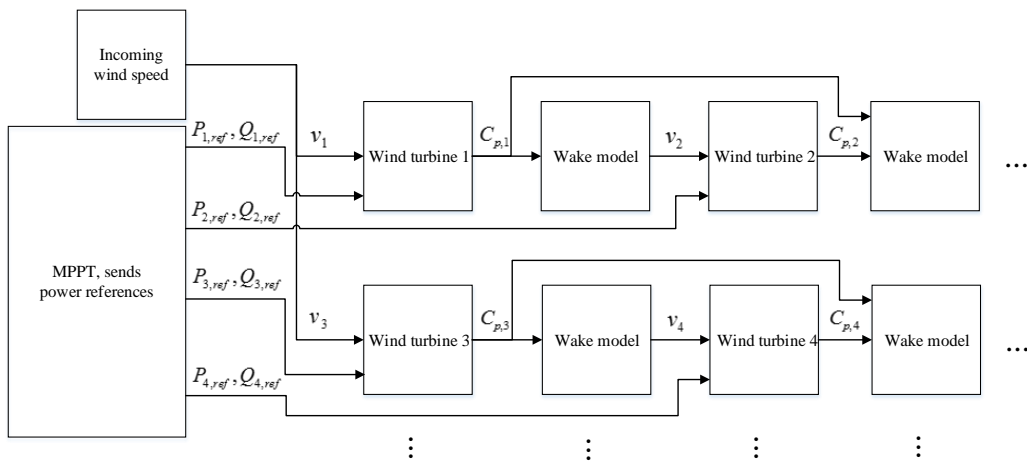 Incoming
wind speed
P1,ref, Q1,ref
v1
Wind turbine 1
Cp,1
Wake model
v2
Wind turbine 2
Cp,2
Wake model
...
P2,ref, Q2,ref
MPPT, sends
power references
P3,ref, Q3,ref
v3
Wind turbine 3
Cp,3
Wake model
v4
Wind turbine 4
Cp,4
Wake model
...
P4,ref, Q4,ref